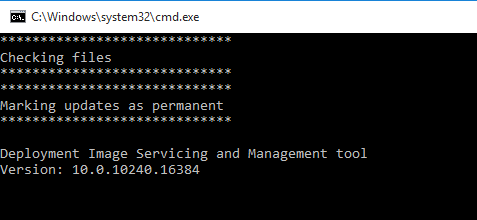 C:\Windows\system32\cmd.exe
*****************************
Checking files
*****************************
*****************************
Marking updates as permanent
*****************************
Deployment Image Servicing and Management tool
Version: 10.0.10240.16384